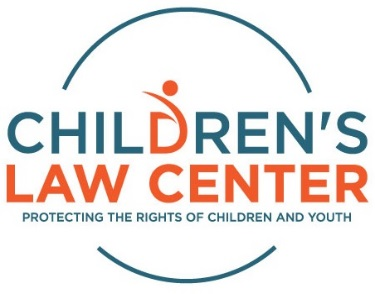 CHILDREN'S
LAW CENTER
PROTECTING THE RIGHTS OF CHILDREN AND YOUTH